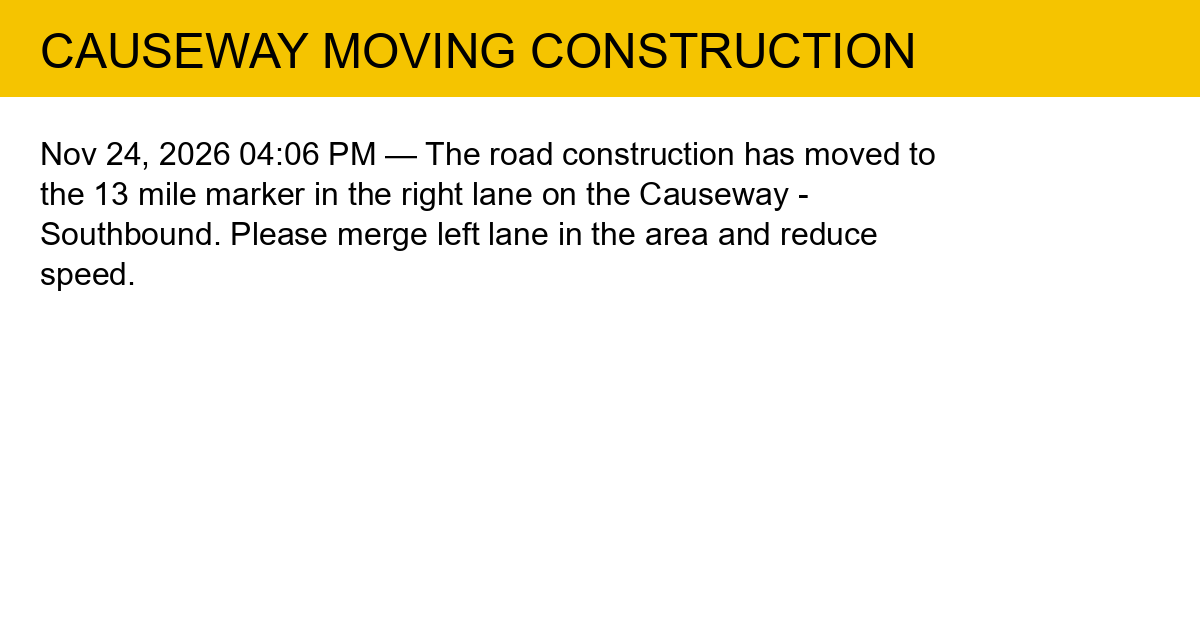 CAUSEWAY MOVING CONSTRUCTION
Nov 24, 2026 04:06 PM — The road construction has moved to
the 13 mile marker in the right lane on the Causeway -
Southbound. Please merge left lane in the area and reduce
speed.